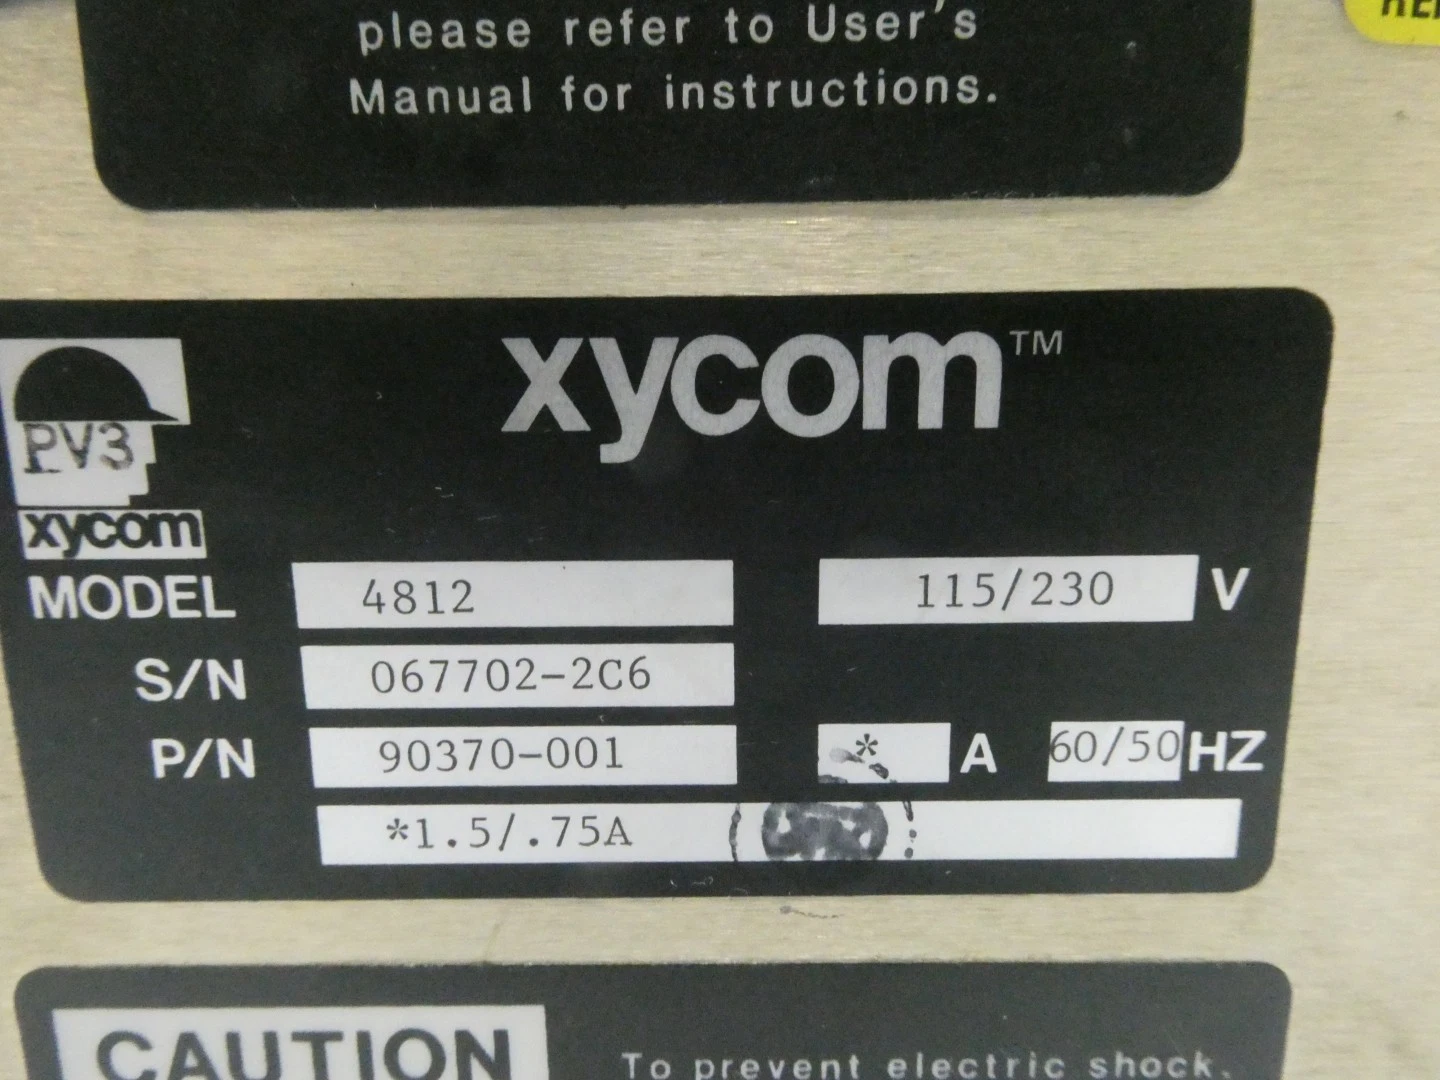 please refer to User's
Manual for instructions.
xycom™
PV3
xycom
MODEL 4812 115/230 V
S/N 067702-2C6
P/N 90370-001 * A 60/50 HZ
*1.5/.75A
CAUTION
To prevent electric shock,